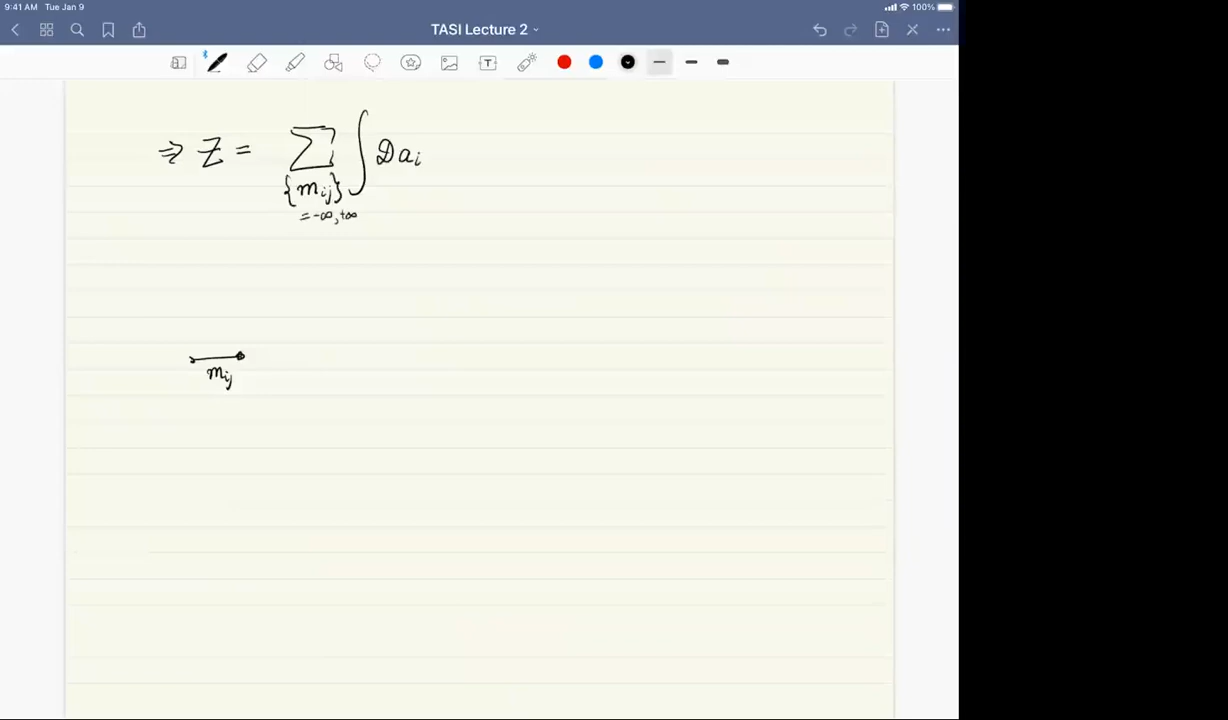 9:41 AM Tue Jan 9 100%
TASI Lecture 2
T
⇒ Z = ∑ ∫ 𝒟a_i
{m_ij}
= -∞, +∞
m_ij